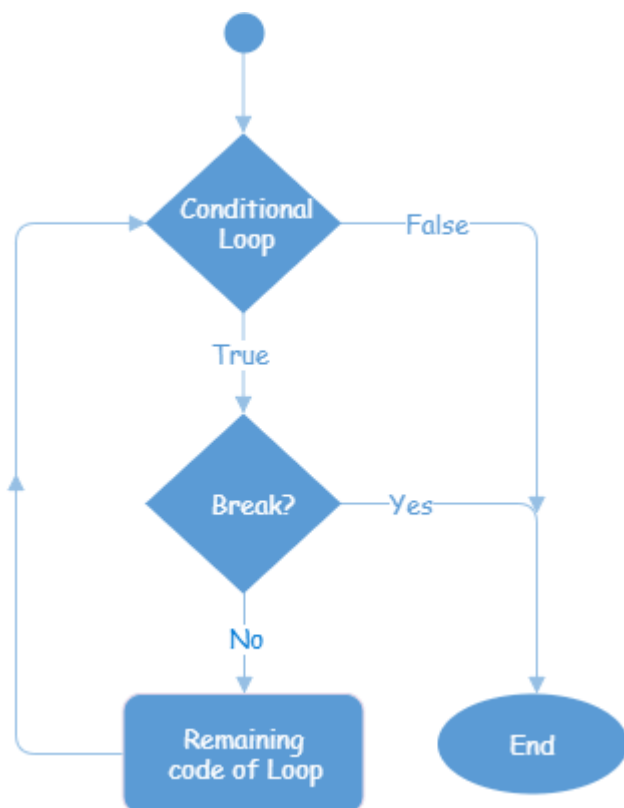 Conditional
Loop
False
True
Break?
Yes
No
Remaining
code of Loop
End